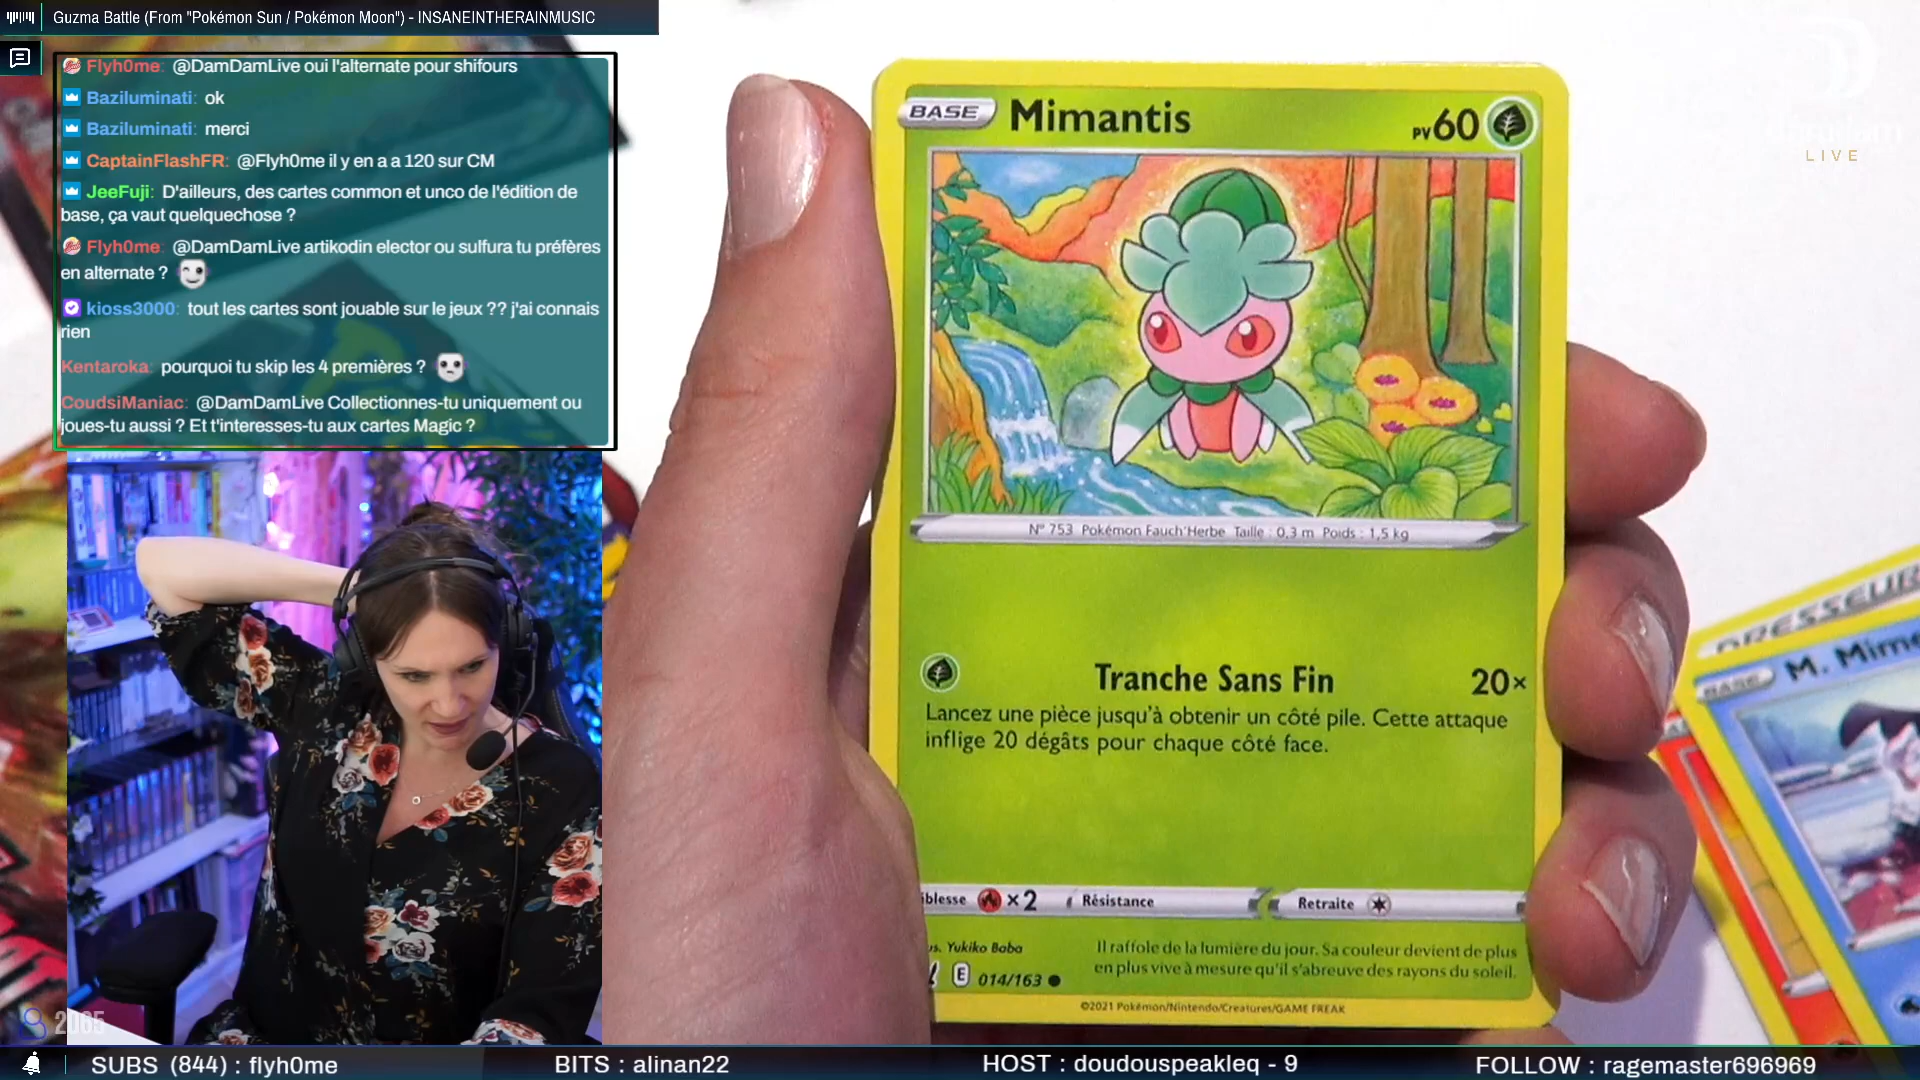 Guzma Battle (From "Pokémon Sun / Pokémon Moon") - INSANEINTHERAINMUSIC
Flyh0me: @DamDamLive oui l'alternate pour shifours
Baziluminati: ok
Baziluminati: merci
CaptainFlashFR: @Flyh0me il y en a a 120 sur CM
JeeFuji: D'ailleurs, des cartes common et unco de l'édition de
base, ça vaut quelquechose ?
Flyh0me: @DamDamLive artikodin elector ou sulfura tu préfères
en alternate ?
kioss3000: tout les cartes sont jouable sur le jeux ?? j'ai connais
rien
Kentaroka: pourquoi tu skip les 4 premières ?
CoudsiManiac: @DamDamLive Collectionnes-tu uniquement ou
joues-tu aussi ? Et t'interesses-tu aux cartes Magic ?
LIVE
BASE Mimantis PV60
N° 753 Pokémon Fauch'Herbe Taille : 0,3 m Poids : 1,5 kg
Tranche Sans Fin 20×
Lancez une pièce jusqu'à obtenir un côté pile. Cette attaque
inflige 20 dégâts pour chaque côté face.
iblesse ×2 Résistance Retraite
us. Yukiko Baba
E 014/163
Il raffole de la lumière du jour. Sa couleur devient de plus
en plus vive à mesure qu'il s'abreuve des rayons du soleil.
©2021 Pokémon/Nintendo/Creatures/GAME FREAK
DRESSEUR
BASE M. Mime
2065
SUBS (844) : flyh0me
BITS : alinan22
HOST : doudouspeakleq - 9
FOLLOW : ragemaster696969